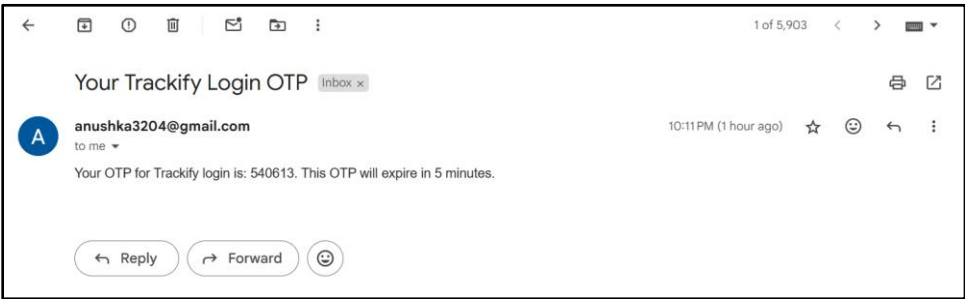 1 of 5,903
Your Trackify Login OTP Inbox x
A
anushka3204@gmail.com 10:11 PM (1 hour ago)
to me
Your OTP for Trackify login is: 540613. This OTP will expire in 5 minutes.
Reply Forward